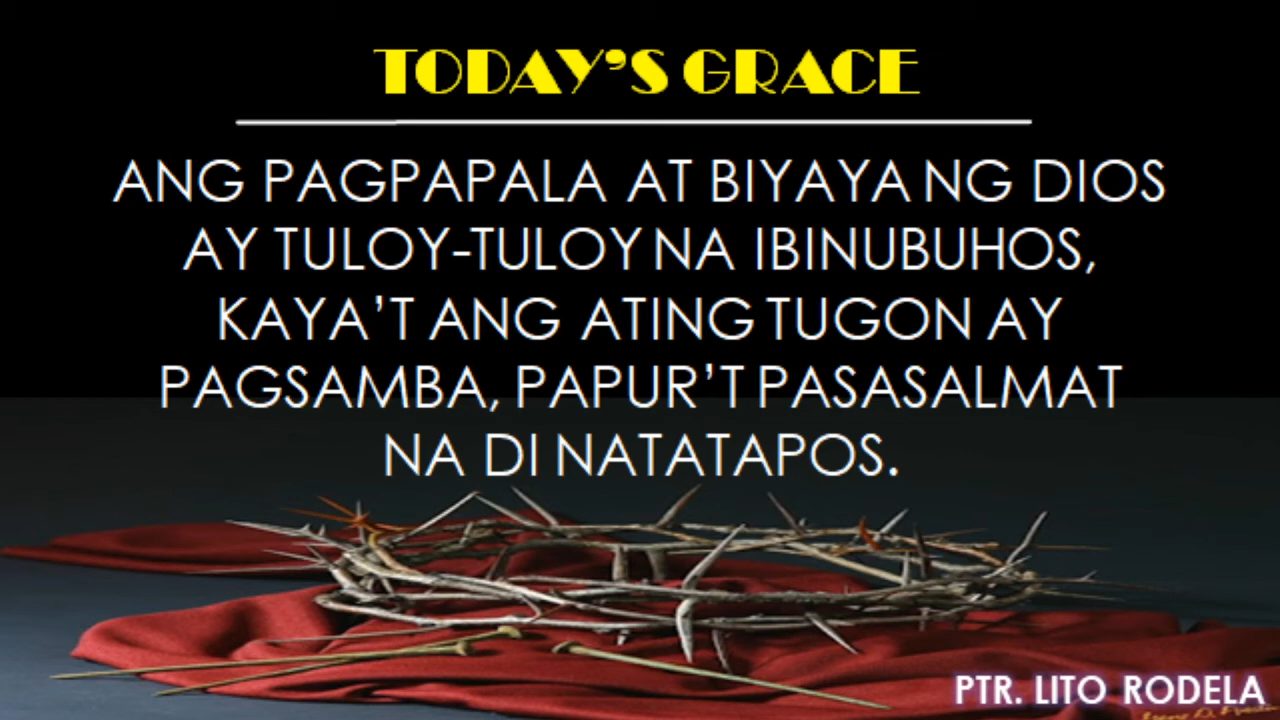 TODAY'S GRACE
ANG PAGPAPALA AT BIYAYA NG DIOS
AY TULOY-TULOY NA IBINUBUHOS,
KAYA'T ANG ATING TUGON AY
PAGSAMBA, PAPUR'T PASASALMAT
NA DI NATATAPOS.
PTR. LITO RODELA